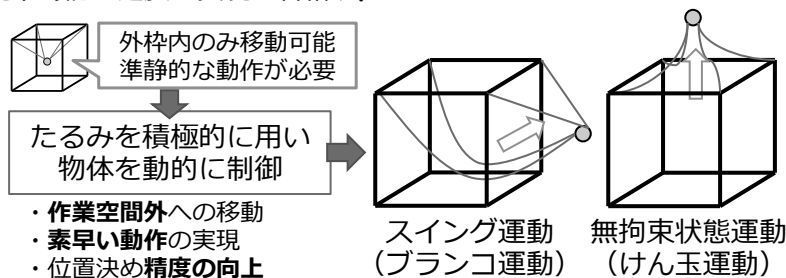 外枠内のみ移動可能
準静的な動作が必要
たるみを積極的に用い
物体を動的に制御
・作業空間外への移動
・素早い動作の実現
・位置決め精度の向上
スイング運動
（ブランコ運動）
無拘束状態運動
（けん玉運動）